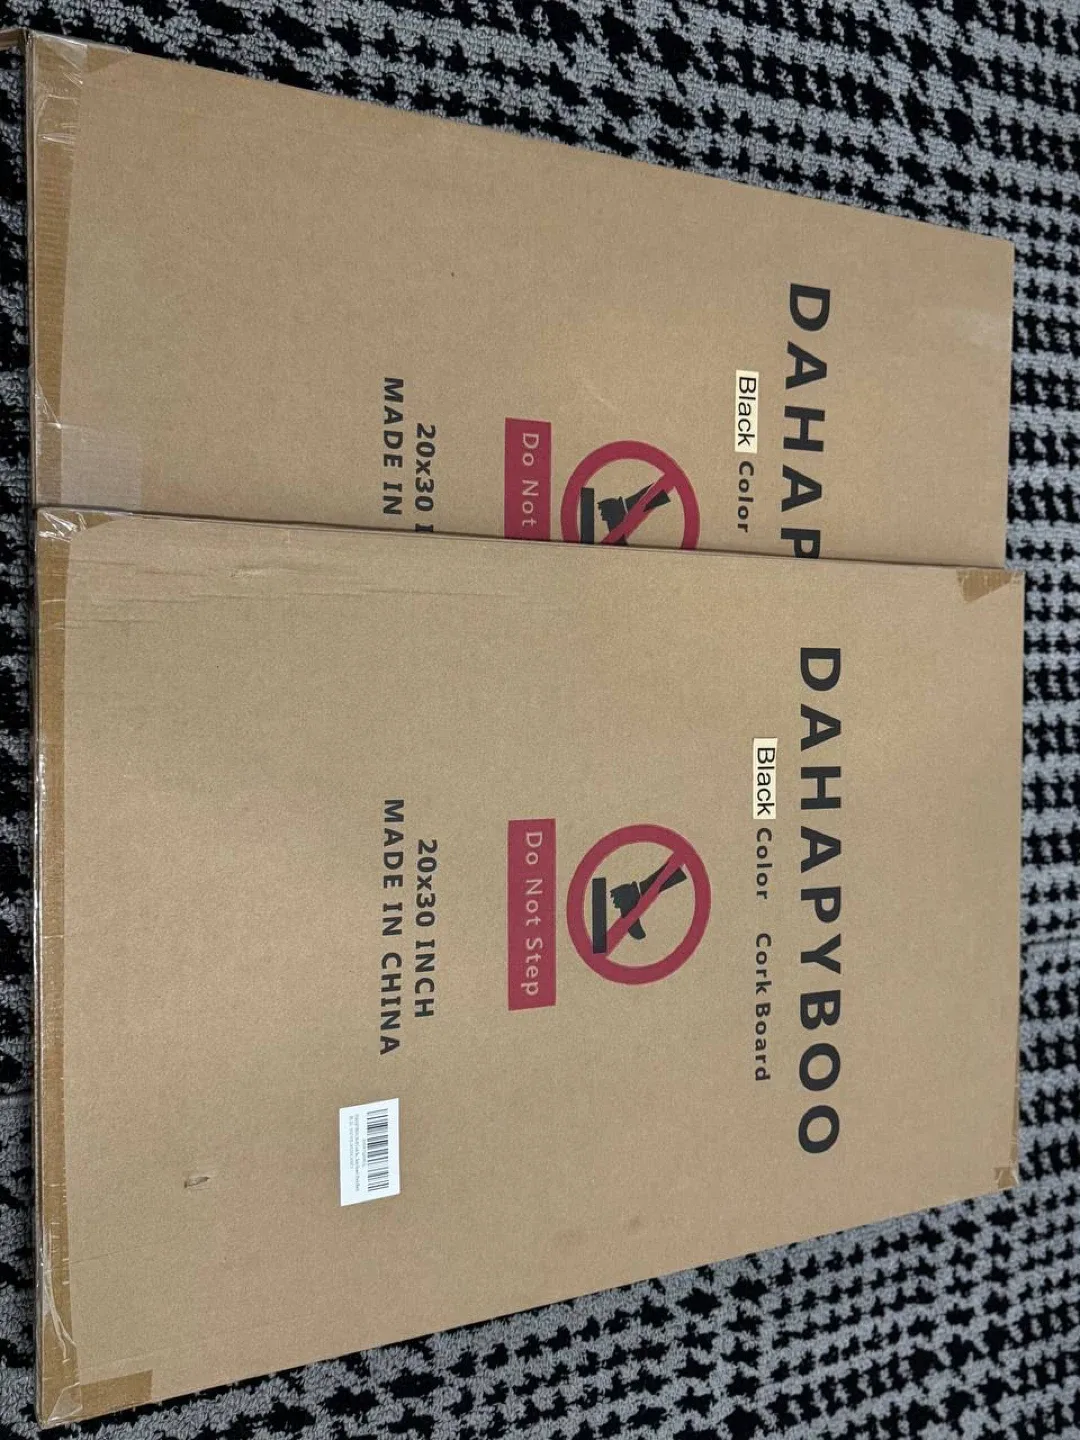 DAHAP
Black Color
Do Not
20x30 I
MADE IN
DAHAPYBOO
Black Color Cork Board
Do Not Step
20x30 INCH
MADE IN CHINA